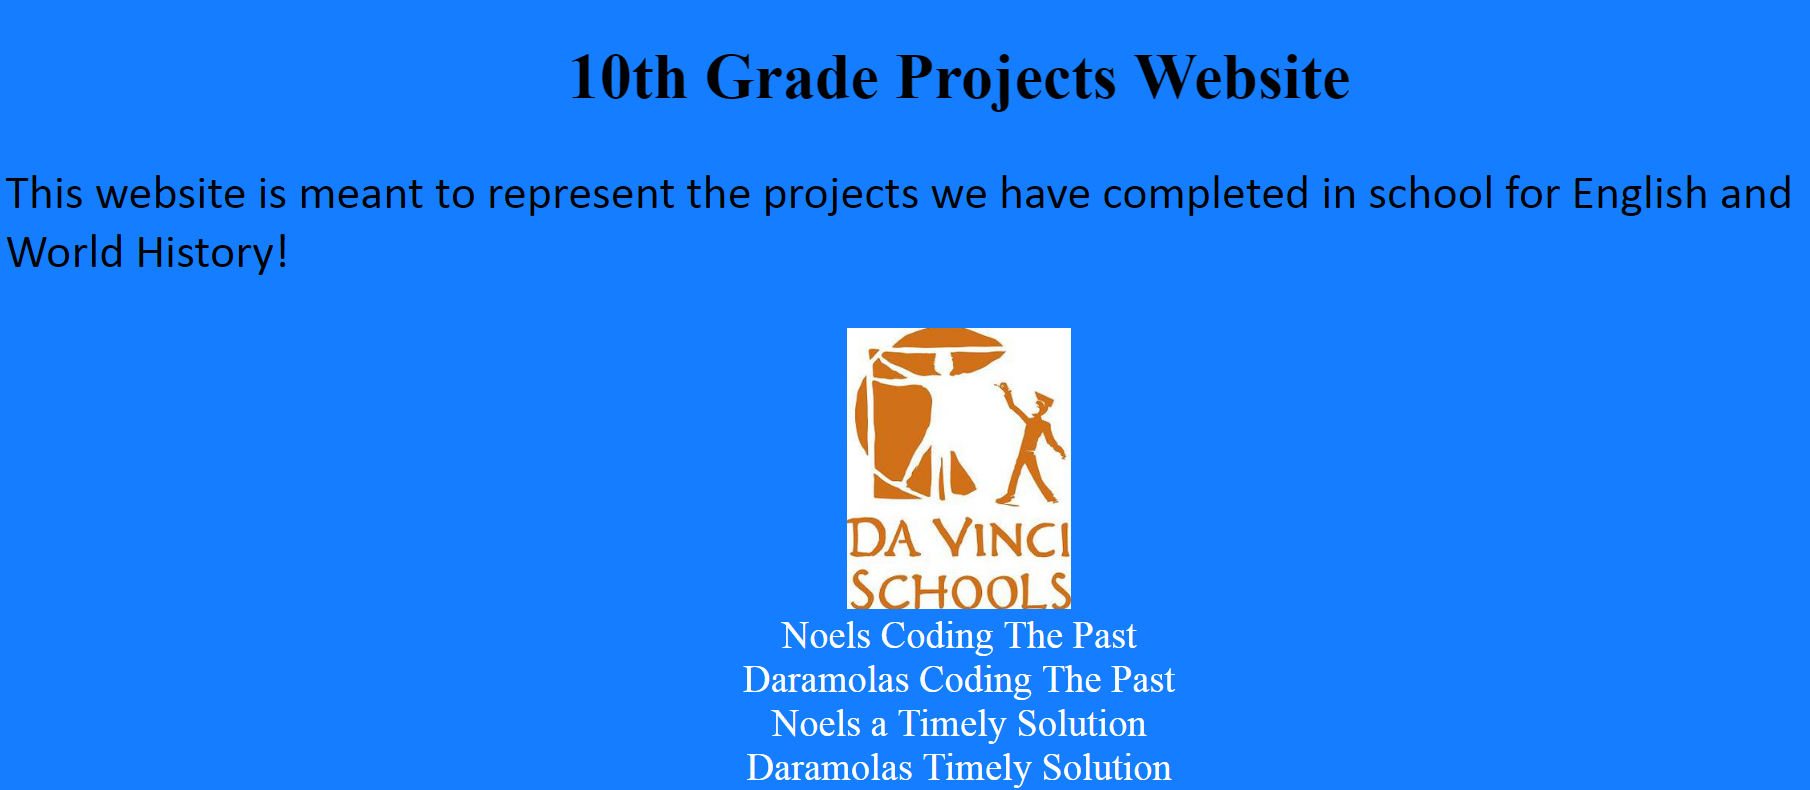 10th Grade Projects Website
This website is meant to represent the projects we have completed in school for English and
World History!
DA VINCI
SCHOOLS
Noels Coding The Past
Daramolas Coding The Past
Noels a Timely Solution
Daramolas Timely Solution